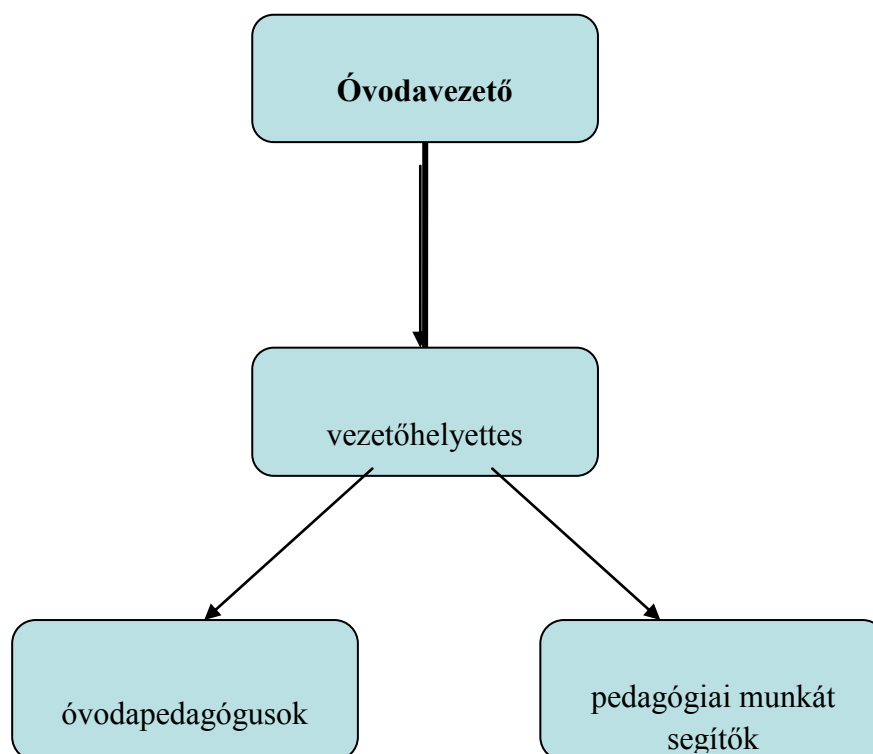 Óvodavezető
vezetőhelyettes
óvodapedagógusok
pedagógiai munkát
segítők